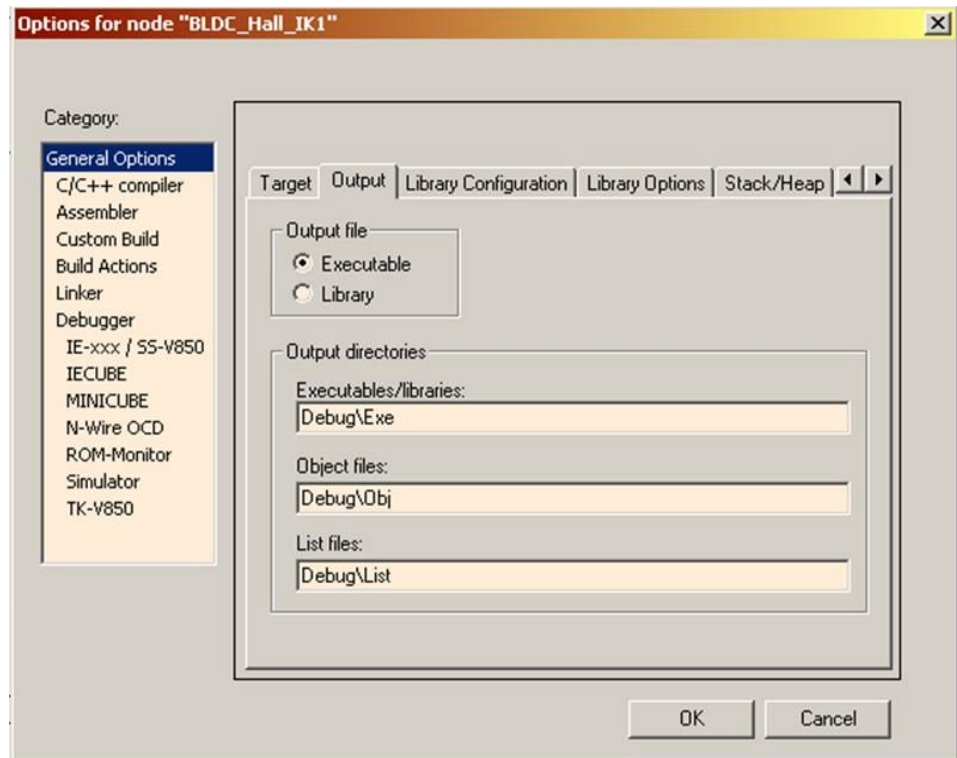 Options for node "BLDC_Hall_IK1"
Category:
General Options
C/C++ compiler
Assembler
Custom Build
Build Actions
Linker
Debugger
IE-xxx / SS-V850
IECUBE
MINICUBE
N-Wire OCD
ROM-Monitor
Simulator
TK-V850
Target
Output
Library Configuration
Library Options
Stack/Heap
Output file
Executable
Library
Output directories
Executables/libraries:
Debug\Exe
Object files:
Debug\Obj
List files:
Debug\List
OK
Cancel